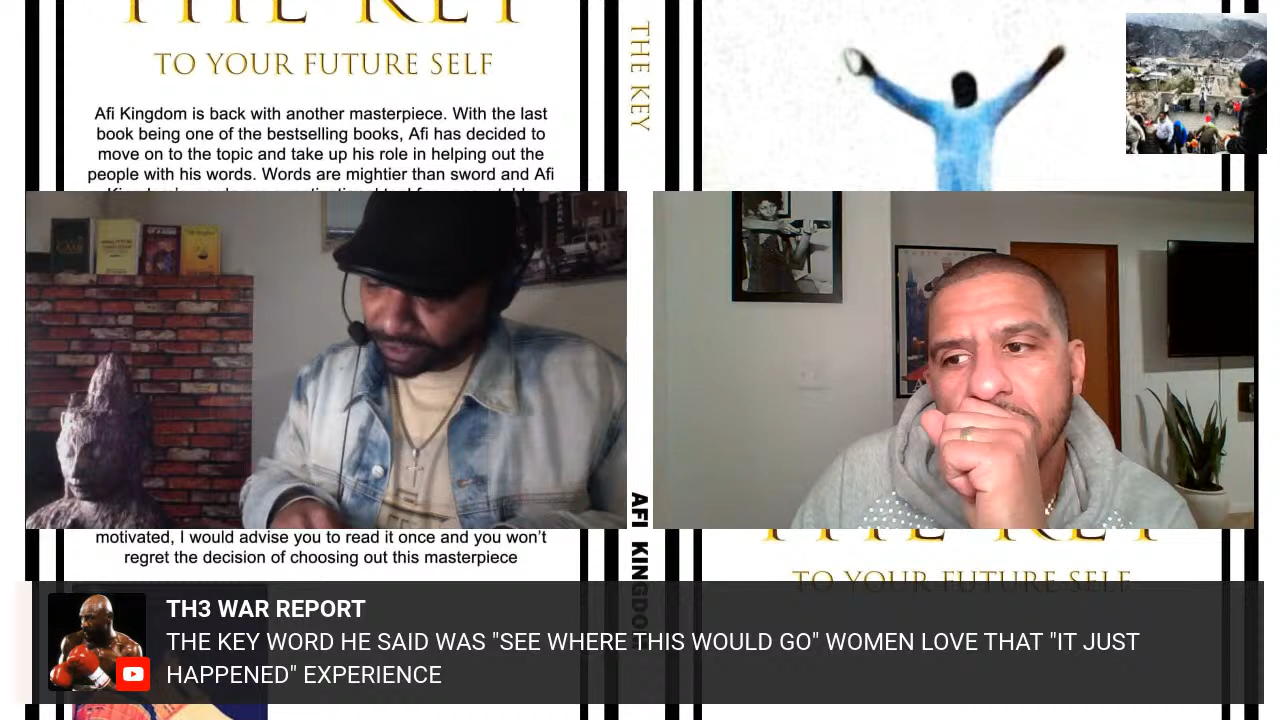 THE KEY
TO YOUR FUTURE SELF
Afi Kingdom is back with another masterpiece. With the last
book being one of the bestselling books, Afi has decided to
move on to the topic and take up his role in helping out the
people with his words. Words are mightier than sword and Afi
motivated, I would advise you to read it once and you won't
regret the decision of choosing out this masterpiece
THE KEY
AFI KINGDO
THE KEY
TO YOUR FUTURE SELF
TH3 WAR REPORT
THE KEY WORD HE SAID WAS "SEE WHERE THIS WOULD GO" WOMEN LOVE THAT "IT JUST
HAPPENED" EXPERIENCE